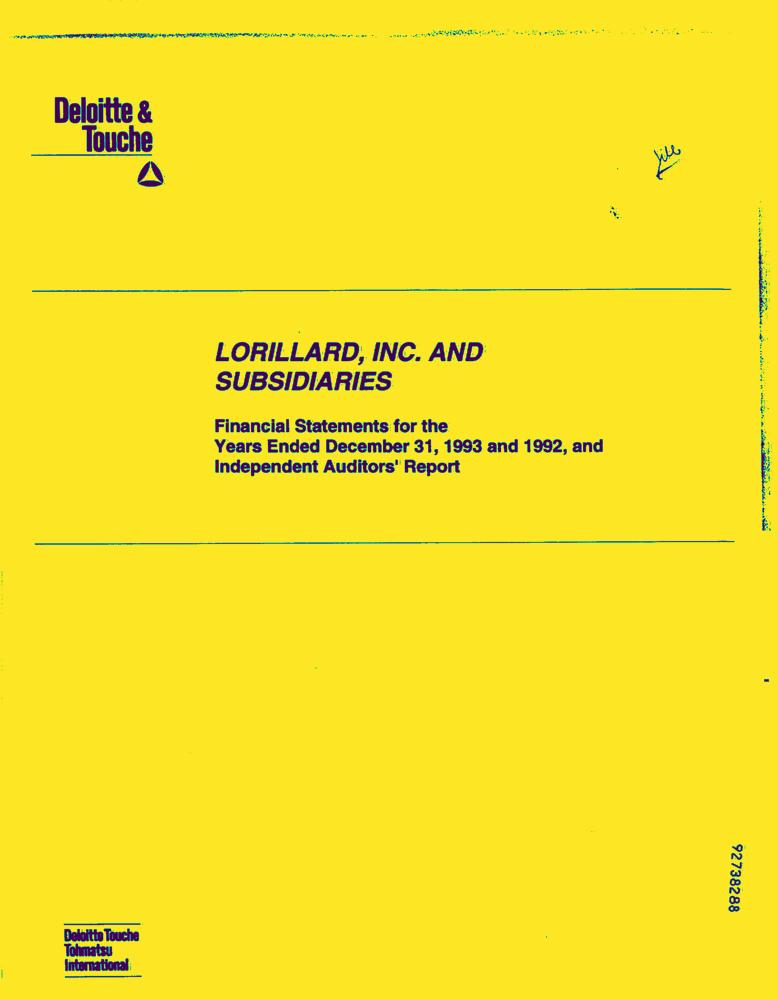 Deloitte &
Touche
LORILLARD, INC. AND
SUBSIDIARIES
Financial Statements for the
Years Ended December 31, 1993 and 1992, and
Independent Auditors' Report
92738288
Deloitte Touche
Tohmatsu
International